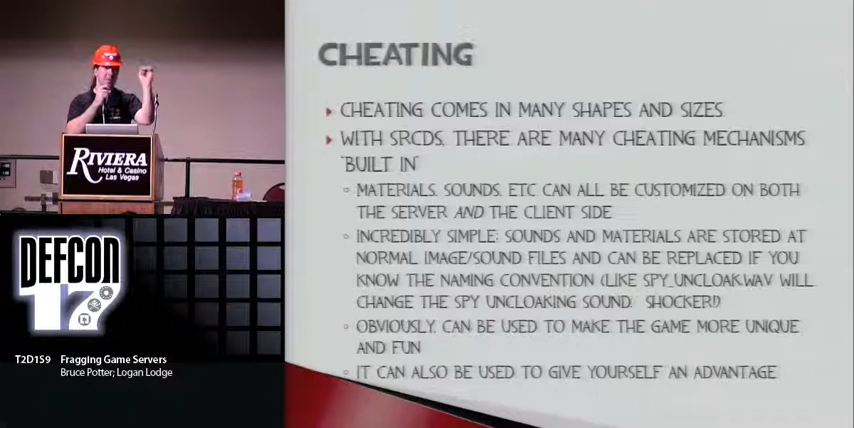 CHEATING
CHEATING COMES IN MANY SHAPES AND SIZES
WITH SRCDS, THERE ARE MANY CHEATING MECHANISMS
"BUILT IN"
MATERIALS, SOUNDS, ETC CAN ALL BE CUSTOMIZED ON BOTH
THE SERVER AND THE CLIENT SIDE
INCREDIBLY SIMPLE; SOUNDS AND MATERIALS ARE STORED AT
NORMAL IMAGE/SOUND FILES AND CAN BE REPLACED IF YOU
KNOW THE NAMING CONVENTION (LIKE SPY_UNCLOAK.WAV WILL
CHANGE THE SPY UNCLOAKING SOUND. SHOCKER!)
OBVIOUSLY, CAN BE USED TO MAKE THE GAME MORE UNIQUE
AND FUN
IT CAN ALSO BE USED TO GIVE YOURSELF AN ADVANTAGE
RIVIERA
Hotel & Casino
Las Vegas
DEFCON
17
T2D1S9 Fragging Game Servers
Bruce Potter; Logan Lodge